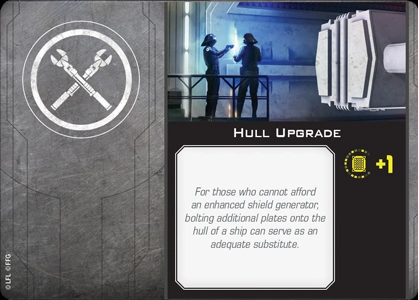 HULL UPGRADE
+1
For those who cannot afford
an enhanced shield generator,
bolting additional plates onto the
hull of a ship can serve as an
adequate substitute.
© LFL © FFG